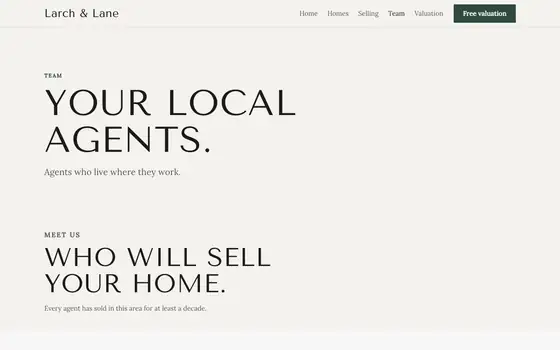 Larch & Lane
Home Homes Selling Team Valuation Free valuation
TEAM
YOUR LOCAL
AGENTS.
Agents who live where they work.
MEET US
WHO WILL SELL
YOUR HOME.
Every agent has sold in this area for at least a decade.